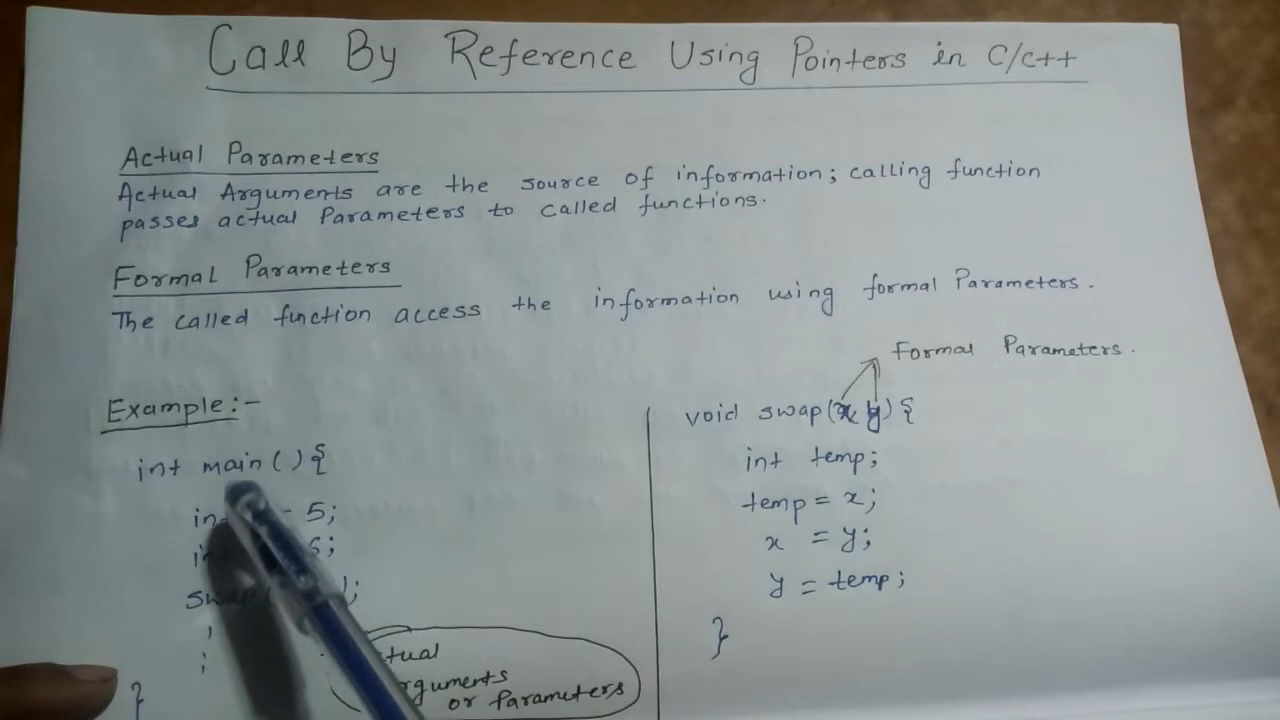 Call By Reference Using Pointers in C/C++
Actual Parameters
Actual Arguments are the source of information; calling function
passes actual Parameters to called functions.
Formal Parameters
The called function access the information using formal Parameters.
Formal Parameters.
Example:-
int main(){
5;
6;
;
}
Arguments
or Parameters
void swap(x y){
int temp;
temp = x;
x = y;
y = temp;
}